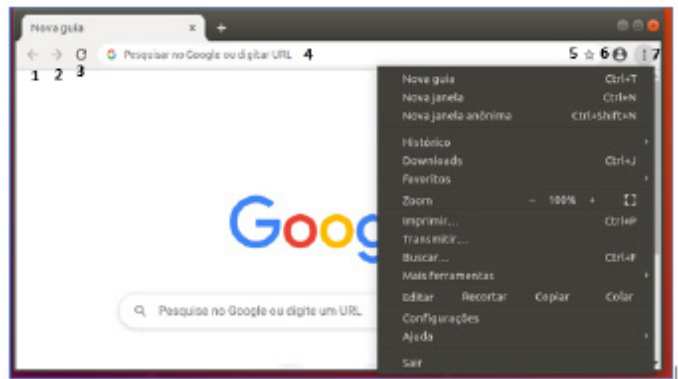 Nova guia
Pesquisar no Google ou digitar URL 4 5 6 7
1 2 3
Nova guia Ctrl+T
Nova janela Ctrl+N
Nova janela anônima Ctrl+Shift+N
Histórico
Downloads Ctrl+J
Favoritos
Zoom - 100% +
Imprimir... Ctrl+P
Transmitir...
Buscar... Ctrl+F
Mais ferramentas
Editar Recortar Copiar Colar
Configurações
Ajuda
Sair
Goog
Pesquise no Google ou digite um URL